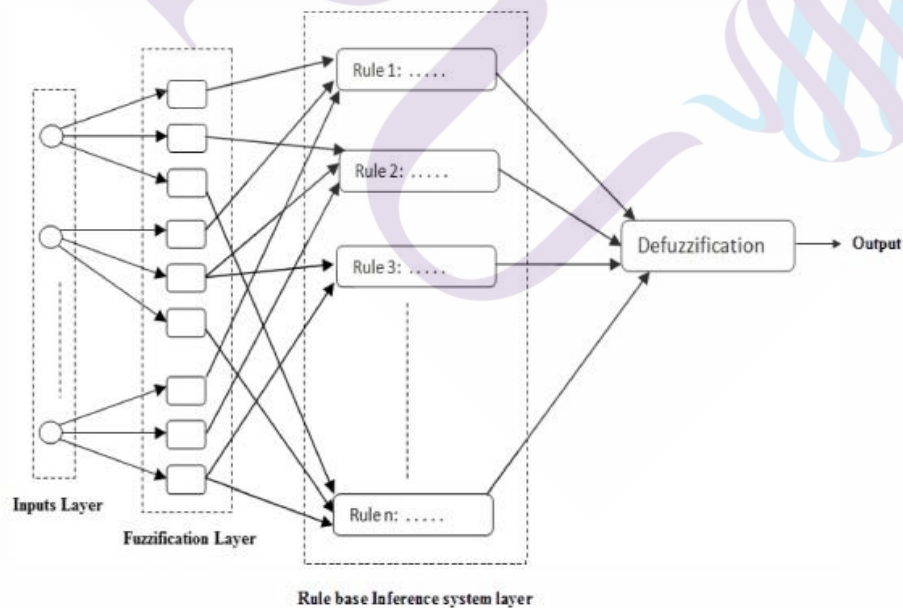 Rule 1: .....
Rule 2: .....
Defuzzification
Output
Rule 3: .....
Inputs Layer
Rule n: .....
Fuzzification Layer
Rule base Inference system layer